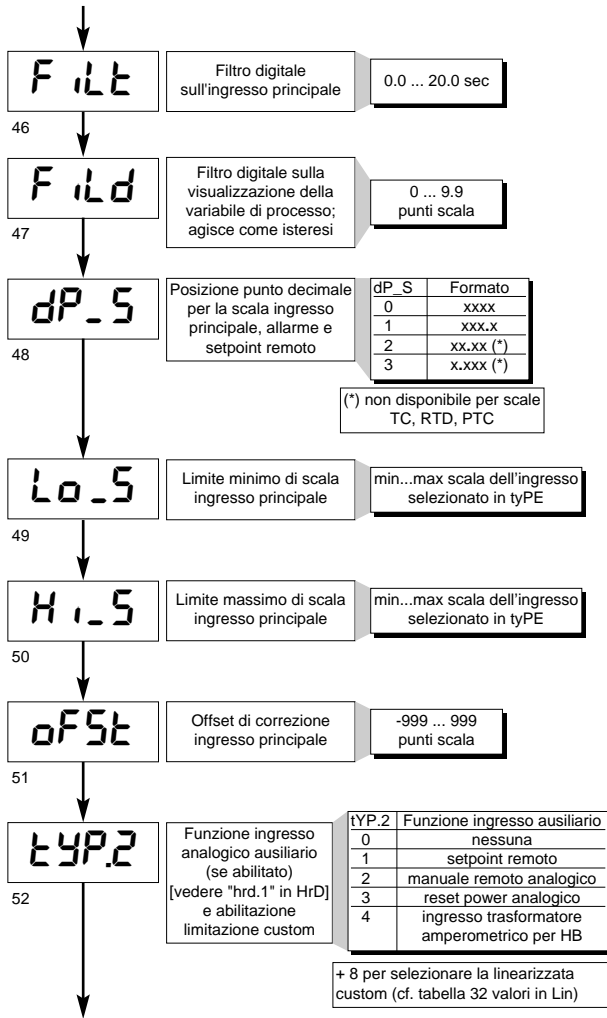 FiLt
Filtro digitale
sull'ingresso principale
0.0 ... 20.0 sec
46
FiLd
Filtro digitale sulla
visualizzazione della
variabile di processo;
agisce come isteresi
0 ... 9.9
punti scala
47
dP_S
Posizione punto decimale
per la scala ingresso
principale, allarme e
setpoint remoto
dP_S Formato
0 xxxx
1 xxx.x
2 xx.xx (*)
3 x.xxx (*)
48
(*) non disponibile per scale
TC, RTD, PTC
Lo_S
Limite minimo di scala
ingresso principale
min...max scala dell'ingresso
selezionato in tyPE
49
Hi_S
Limite massimo di scala
ingresso principale
min...max scala dell'ingresso
selezionato in tyPE
50
oFSt
Offset di correzione
ingresso principale
-999 ... 999
punti scala
51
tYP.2
Funzione ingresso
analogico ausiliario
(se abilitato)
[vedere "hrd.1" in HrD]
e abilitazione
limitazione custom
tYP.2 Funzione ingresso ausiliario
0 nessuna
1 setpoint remoto
2 manuale remoto analogico
3 reset power analogico
4 ingresso trasformatore
amperometrico per HB
52
+ 8 per selezionare la linearizzata
custom (cf. tabella 32 valori in Lin)